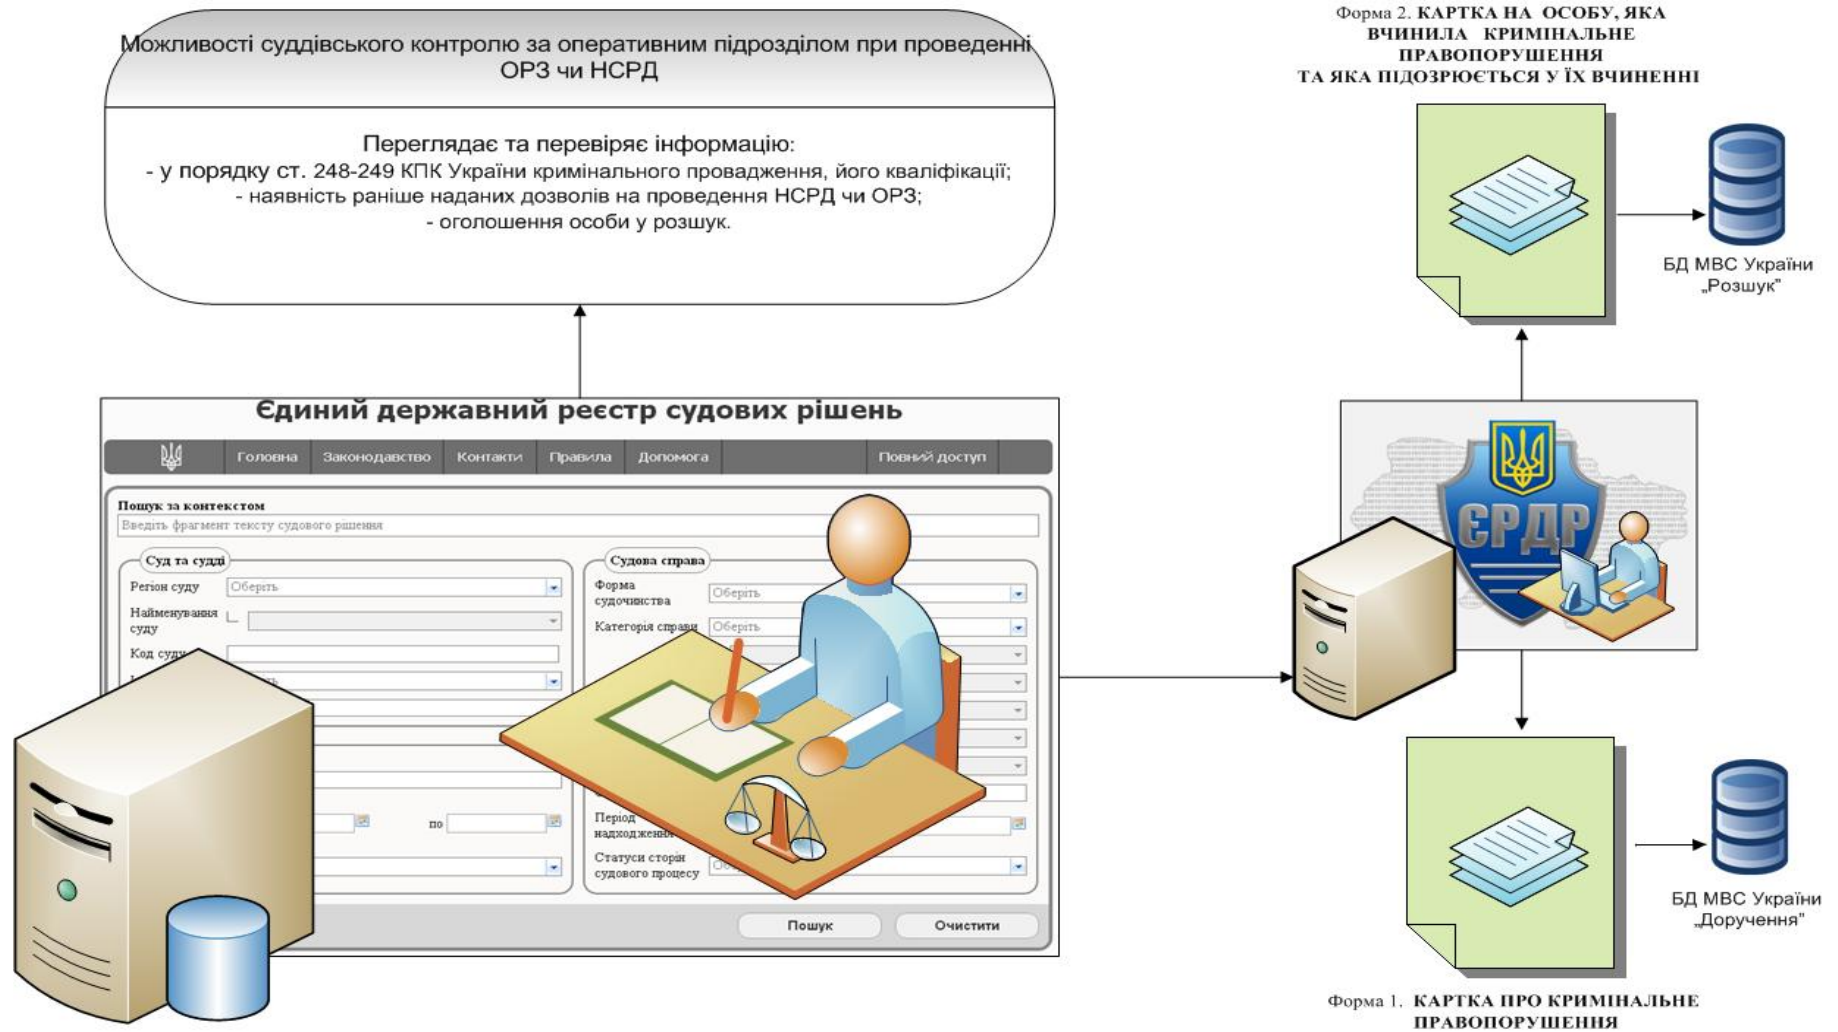 Можливості суддівського контролю за оперативним підрозділом при проведенні
ОРЗ чи НСРД
Переглядає та перевіряє інформацію:
- у порядку ст. 248-249 КПК України кримінального провадження, його кваліфікації;
- наявність раніше наданих дозволів на проведення НСРД чи ОРЗ;
- оголошення особи у розшук.
Єдиний державний реєстр судових рішень
Головна Законодавство Контакти Правила Допомога Повний доступ
Пошук за контекстом
Введіть фрагмент тексту судового рішення
Суд та судді
Регіон суду Оберіть
Найменування
суду
Код суду
по
Судова справа
Форма
судочинства
Оберіть
Категорія справи Оберіть
Період
надходження
Статуси сторін
судового процесу
Пошук Очистити
Форма 2. КАРТКА НА ОСОБУ, ЯКА
ВЧИНИЛА КРИМІНАЛЬНЕ
ПРАВОПОРУШЕННЯ
ТА ЯКА ПІДОЗРЮЄТЬСЯ У ЇХ ВЧИНЕННІ
БД МВС України
„Розшук"
ЄРДР
БД МВС України
„Доручення"
Форма 1. КАРТКА ПРО КРИМІНАЛЬНЕ
ПРАВОПОРУШЕННЯ